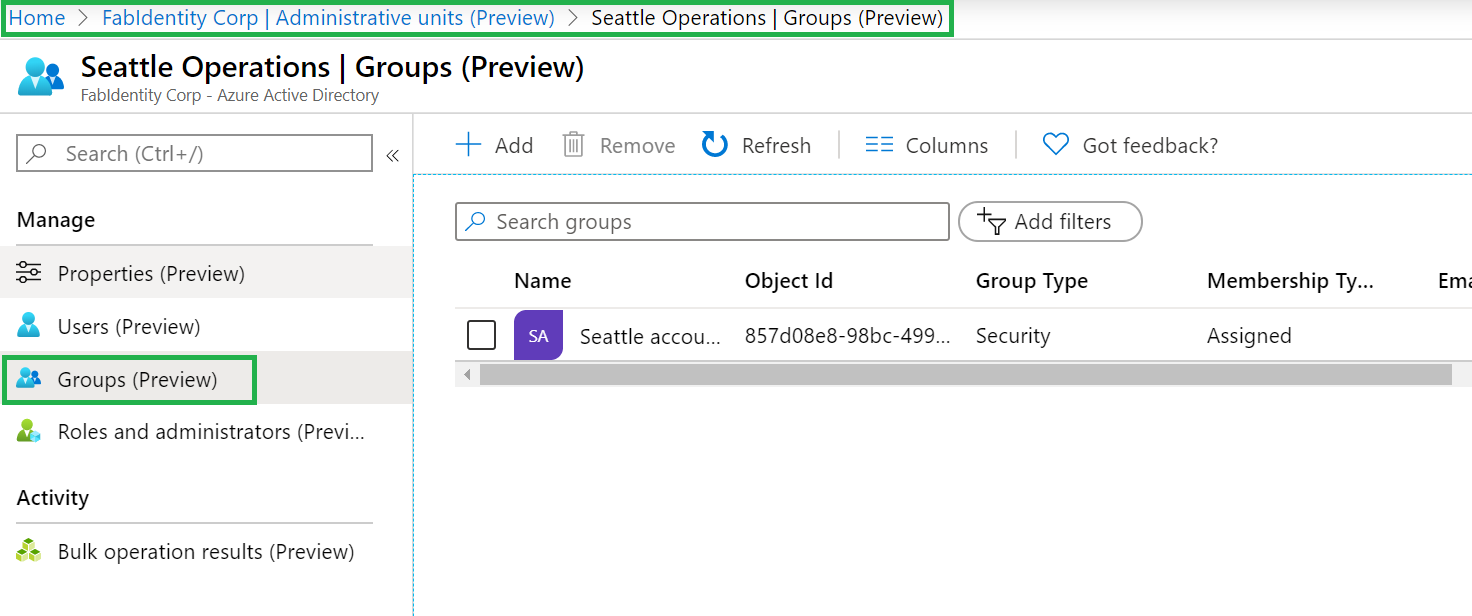 Home > FabIdentity Corp | Administrative units (Preview) > Seattle Operations | Groups (Preview)
Seattle Operations | Groups (Preview)
FabIdentity Corp - Azure Active Directory
Search (Ctrl+/)
«
Manage
Properties (Preview)
Users (Preview)
Groups (Preview)
Roles and administrators (Previ...
Activity
Bulk operation results (Preview)
Add Remove Refresh Columns Got feedback?
Search groups Add filters
Name Object Id Group Type Membership Ty... Ema
SA Seattle accou... 857d08e8-98bc-499... Security Assigned